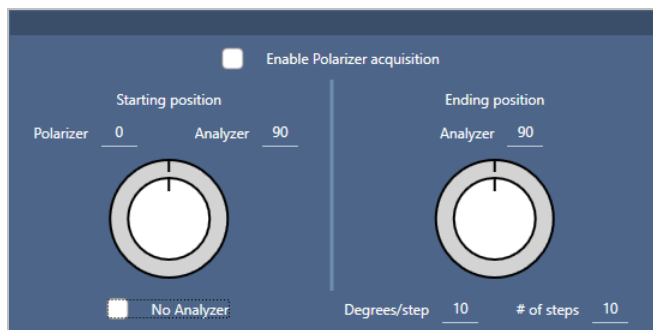 Enable Polarizer acquisition
Starting position
Polarizer 0 Analyzer 90
No Analyzer
Ending position
Analyzer 90
Degrees/step 10 # of steps 10